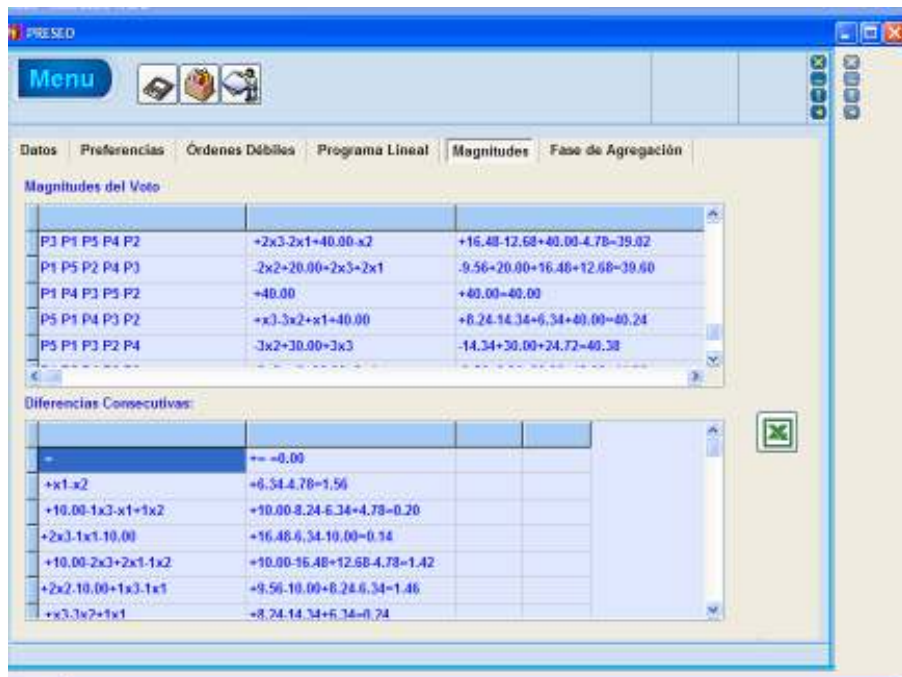 PRESEO
Menu
Datos Preferencias Órdenes Débiles Programa Lineal Magnitudes Fase de Agregación
Magnitudes del Voto
P3 P1 P5 P4 P2 +2x3-2x1+40.00-x2 +16.48-12.68+40.00-4.78=39.02
P1 P5 P2 P4 P3 -2x2+20.00+2x3+2x1 -9.56+20.00+16.48+12.68=39.60
P1 P4 P3 P5 P2 +40.00 +40.00=40.00
P5 P1 P4 P3 P2 +x3-3x2+x1+40.00 +8.24-14.34+6.34+40.00=40.24
P5 P1 P3 P2 P4 -3x2+30.00+3x3 -14.34+30.00+24.72=40.38
Diferencias Consecutivas:
= += =0.00
+x1-x2 +6.34-4.78=1.56
+10.00-1x3-x1+1x2 +10.00-8.24-6.34+4.78=0.20
+2x3-1x1-10.00 +16.48-6.34-10.00=0.14
+10.00-2x3+2x1-1x2 +10.00-16.48+12.68-4.78=1.42
+2x2-10.00+1x3-1x1 +9.56-10.00+8.24-6.34=1.46
+x3-3x2+1x1 +8.24-14.34+6.34=0.24